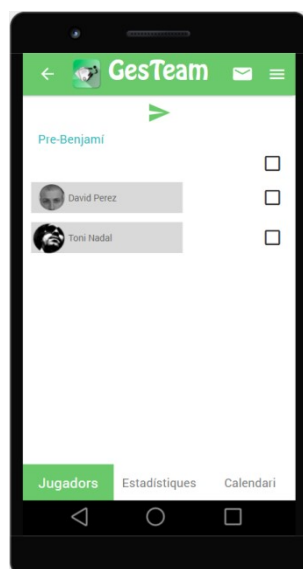 GesTeam
Pre-Benjamí
David Perez
Toni Nadal
Jugadors Estadístiques Calendari